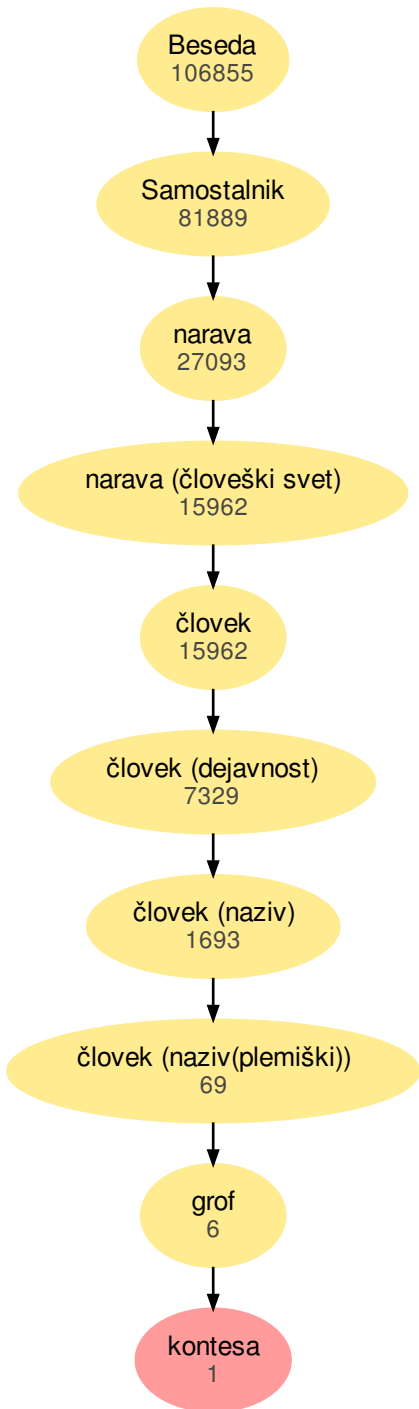 Beseda
106855
Samostalnik
81889
narava
27093
narava (človeški svet)
15962
človek
15962
človek (dejavnost)
7329
človek (naziv)
1693
človek (naziv(plemiški))
69
grof
6
kontesa
1